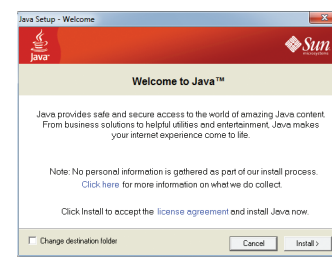 Java Setup - Welcome
Java
Sun
microsystems
Welcome to Java™
Java provides safe and secure access to the world of amazing Java content.
From business solutions to helpful utilities and entertainment, Java makes
your internet experience come to life.
Note: No personal information is gathered as part of our install process.
Click here for more information on what we do collect.
Click Install to accept the license agreement and install Java now.
Change destination folder
Cancel
Install >